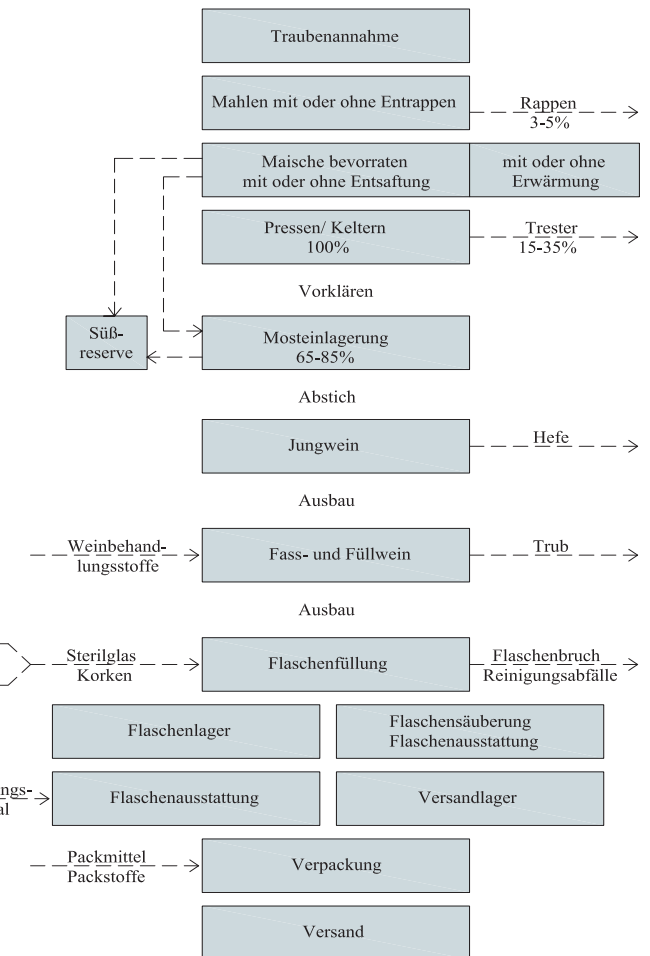 Traubenannahme
Mahlen mit oder ohne Entrappen
Rappen
3-5%
Maische bevorraten
mit oder ohne Entsaftung
mit oder ohne
Erwärmung
Pressen/ Keltern
100%
Trester
15-35%
Vorklären
Süß-
reserve
Mosteinlagerung
65-85%
Abstich
Jungwein
Hefe
Ausbau
Weinbehand-
lungsstoffe
Fass- und Füllwein
Trub
Ausbau
Sterilglas
Korken
Flaschenfüllung
Flaschenbruch
Reinigungsabfälle
Flaschenlager
Flaschensäuberung
Flaschenausstattung
Flaschenausstattung
Versandlager
Packmittel
Packstoffe
Verpackung
Versand